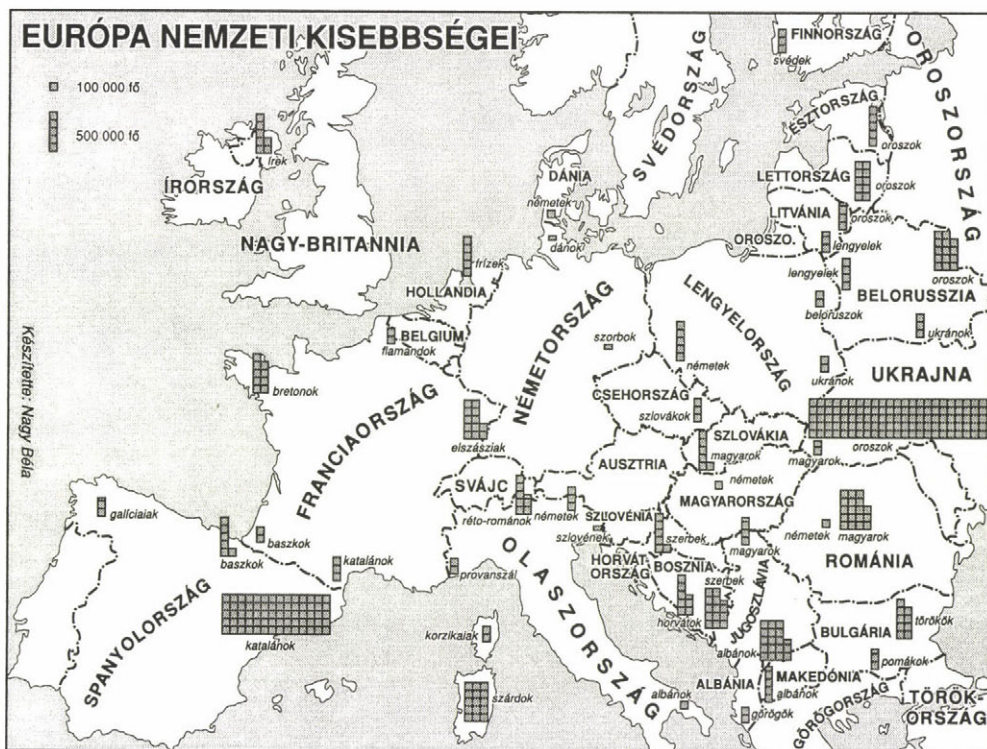 EURÓPA NEMZETI KISEBBSÉGEI
100 000 fő
500 000 fő
FINNORSZÁG
svédek
OROSZORSZÁG
ÉSZTORSZÁG
oroszok
SVÉDORSZÁG
írek
ÍRORSZÁG
DÁNIA
németek
dánok
LETTORSZÁG
oroszok
LITVÁNIA
oroszok
OROSZO.
lengyelek
NAGY-BRITANNIA
frízek
HOLLANDIA
lengyelek
oroszok
BELORUSSZIA
beloruszok
ukránok
NÉMETORSZÁG
LENGYELORSZÁG
BELGIUM
flamandok
szorbok
németek
ukránok
UKRAJNA
Készítette: Nagy Béla
bretonok
FRANCIAORSZÁG
CSEHORSZÁG
szlovákok
elszásziak
SZLOVÁKIA
magyarok
magyarok
oroszok
AUSZTRIA
németek
SVÁJC
MAGYARORSZÁG
galíciaiak
réto-románok
németek
SZLOVÉNIA
szlovének
szerbek
magyarok
németek
magyarok
baszkok
baszkok
katalánok
provanszál
OLASZORSZÁG
HORVÁT-
ORSZÁG
BOSZNIA
szerbek
ROMÁNIA
SPANYOLORSZÁG
katalánok
horvátok
JUGOSZLÁVIA
BULGÁRIA
törökök
korzikaiak
albánok
pomákok
szárdok
albánok
ALBÁNIA
MAKEDÓNIA
albánok
görögök
GÖRÖGORSZÁG
TÖRÖK-
ORSZÁG